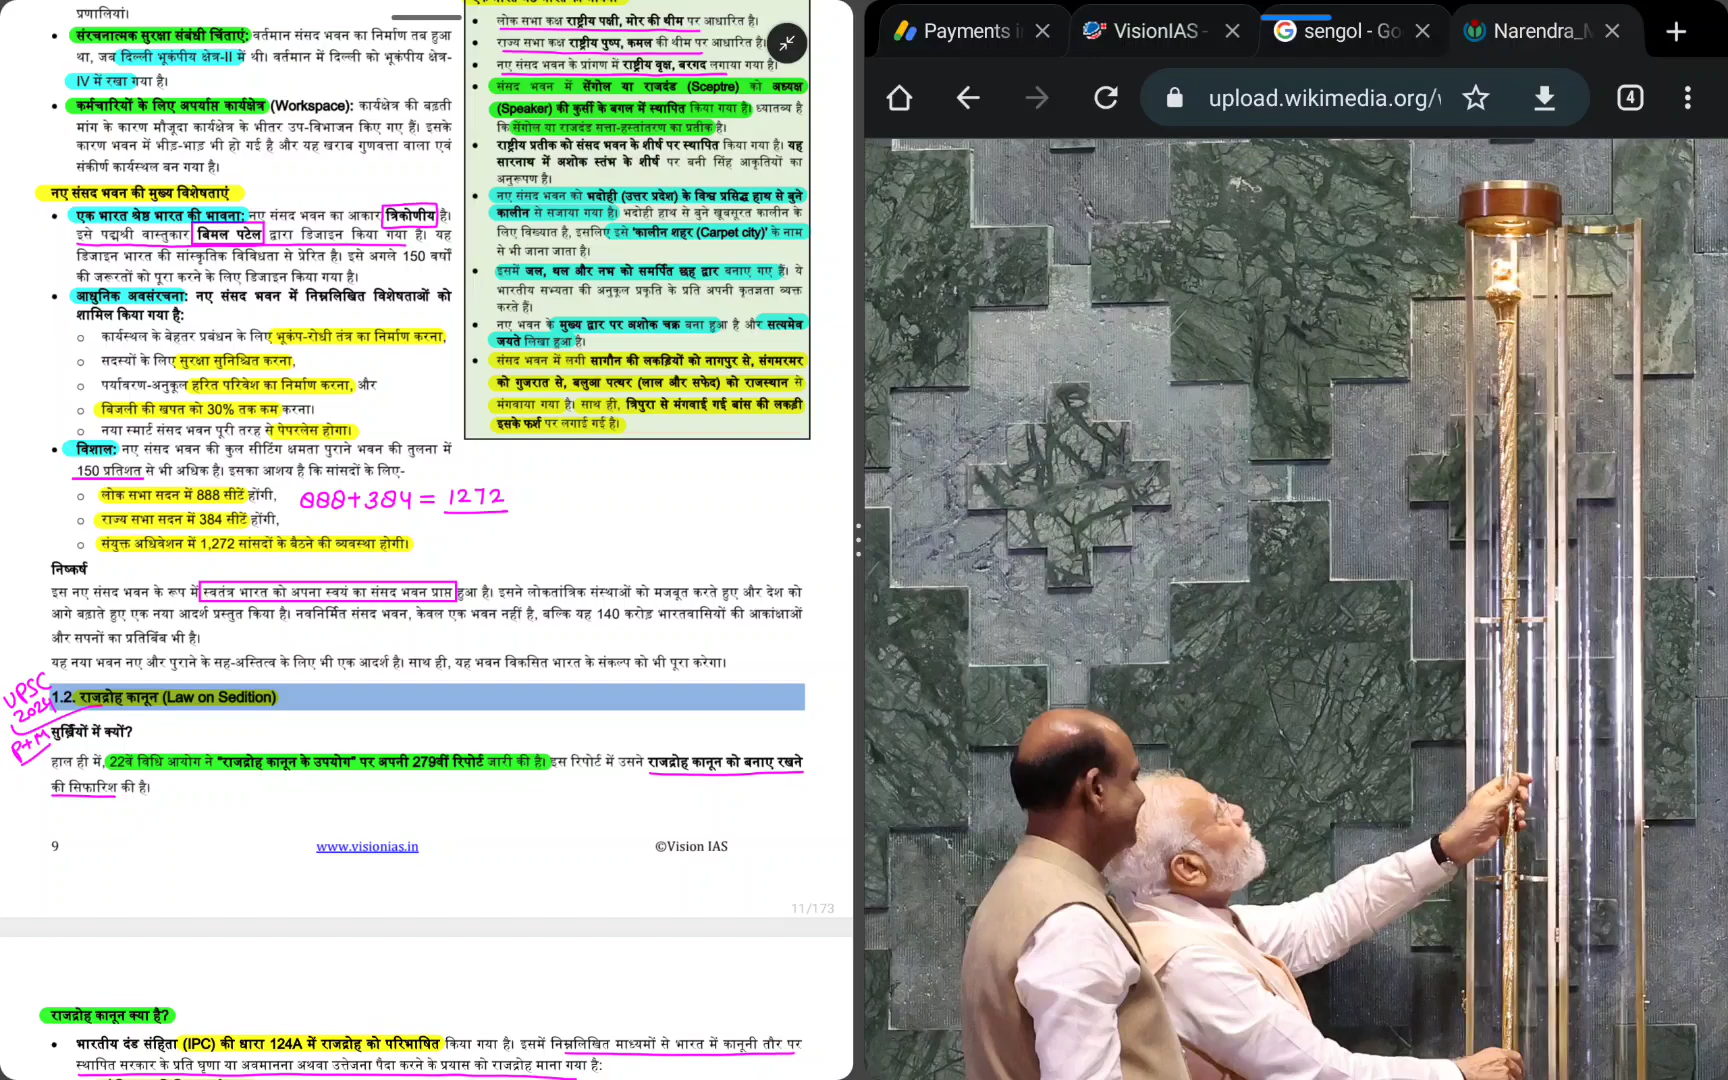 प्रणालियां।
संरचनात्मक सुरक्षा संबंधी चिंताएं: वर्तमान संसद भवन का निर्माण तब हुआ
था, जब दिल्ली भूकंपीय क्षेत्र-II में थी। वर्तमान में दिल्ली को भूकंपीय क्षेत्र-
IV में रखा गया है।
कर्मचारियों के लिए अपर्याप्त कार्यक्षेत्र (Workspace): कार्यक्षेत्र की बढ़ती
मांग के कारण मौजूदा कार्यक्षेत्र के भीतर उप-विभाजन किए गए हैं। इसके
कारण भवन में भीड़-भाड़ भी हो गई है और यह खराब गुणवत्ता वाला एवं
संकीर्ण कार्यस्थल बन गया है।
नए संसद भवन की मुख्य विशेषताएं
एक भारत श्रेष्ठ भारत की भावना: नए संसद भवन का आकार त्रिकोणीय है।
इसे पद्मश्री वास्तुकार बिमल पटेल द्वारा डिजाइन किया गया है। यह
डिजाइन भारत की सांस्कृतिक विविधता से प्रेरित है। इसे अगले 150 वर्षों
की जरूरतों को पूरा करने के लिए डिजाइन किया गया है।
आधुनिक अवसंरचना: नए संसद भवन में निम्नलिखित विशेषताओं को
शामिल किया गया है:
कार्यस्थल के बेहतर प्रबंधन के लिए भूकंप-रोधी तंत्र का निर्माण करना,
सदस्यों के लिए सुरक्षा सुनिश्चित करना,
पर्यावरण-अनुकूल हरित परिवेश का निर्माण करना, और
बिजली की खपत को 30% तक कम करना।
नया स्मार्ट संसद भवन पूरी तरह से पेपरलेस होगा।
विशाल: नए संसद भवन की कुल सीटिंग क्षमता पुराने भवन की तुलना में
150 प्रतिशत से भी अधिक है। इसका आशय है कि सांसदों के लिए-
लोक सभा सदन में 888 सीटें होंगी,
888+384 = 1272
राज्य सभा सदन में 384 सीटें होंगी,
संयुक्त अधिवेशन में 1,272 सांसदों के बैठने की व्यवस्था होगी।
लोक सभा कक्ष राष्ट्रीय पक्षी, मोर की थीम पर आधारित है।
राज्य सभा कक्ष राष्ट्रीय पुष्प, कमल की थीम पर आधारित है।
नए संसद भवन के प्रांगण में राष्ट्रीय वृक्ष, बरगद लगाया गया है।
संसद भवन में सेंगोल या राजदंड (Sceptre) को अध्यक्ष
(Speaker) की कुर्सी के बगल में स्थापित किया गया है। ध्यातव्य है
कि सेंगोल या राजदंड सत्ता-हस्तांतरण का प्रतीक है।
राष्ट्रीय प्रतीक को संसद भवन के शीर्ष पर स्थापित किया गया है। यह
सारनाथ में अशोक स्तंभ के शीर्ष पर बनी सिंह आकृतियों का
अनुरूपण है।
नए संसद भवन को भदोही (उत्तर प्रदेश) के विश्व प्रसिद्ध हाथ से बुने
कालीन से सजाया गया है। भदोही हाथ से बुने खूबसूरत कालीन के
लिए विख्यात है, इसलिए इसे 'कालीन शहर (Carpet city)' के नाम
से भी जाना जाता है।
इसमें जल, थल और नभ को समर्पित छह द्वार बनाए गए हैं। ये
भारतीय सभ्यता की अनुकूल प्रकृति के प्रति अपनी कृतज्ञता व्यक्त
करते हैं।
नए भवन के मुख्य द्वार पर अशोक चक्र बना हुआ है और सत्यमेव
जयते लिखा हुआ है।
संसद भवन में लगी सागौन की लकड़ियों को नागपुर से, संगमरमर
को गुजरात से, बलुआ पत्थर (लाल और सफेद) को राजस्थान से
मंगवाया गया है। साथ ही, त्रिपुरा से मंगवाई गई बांस की लकड़ी
इसके फर्श पर लगाई गई है।
निष्कर्ष
इस नए संसद भवन के रूप में स्वतंत्र भारत को अपना स्वयं का संसद भवन प्राप्त हुआ है। इसने लोकतांत्रिक संस्थाओं को मजबूत करते हुए और देश को
आगे बढ़ाते हुए एक नया आदर्श प्रस्तुत किया है। नवनिर्मित संसद भवन, केवल एक भवन नहीं है, बल्कि यह 140 करोड़ भारतवासियों की आकांक्षाओं
और सपनों का प्रतिबिंब भी है।
यह नया भवन नए और पुराने के सह-अस्तित्व के लिए भी एक आदर्श है। साथ ही, यह भवन विकसित भारत के संकल्प को भी पूरा करेगा।
UPSC
2024
P+M
1.2. राजद्रोह कानून (Law on Sedition)
सुर्ख़ियों में क्यों?
हाल ही में, 22वें विधि आयोग ने "राजद्रोह कानून के उपयोग" पर अपनी 279वीं रिपोर्ट जारी की है। इस रिपोर्ट में उसने राजद्रोह कानून को बनाए रखने
की सिफारिश की है।
9 www.visionias.in ©Vision IAS
11/173
राजद्रोह कानून क्या है?
भारतीय दंड संहिता (IPC) की धारा 124A में राजद्रोह को परिभाषित किया गया है। इसमें निम्नलिखित माध्यमों से भारत में कानूनी तौर पर
स्थापित सरकार के प्रति घृणा या अवमानना अथवा उत्तेजना पैदा करने के प्रयास को राजद्रोह माना गया है:
Payments i
VisionIAS -
sengol - Go
Narendra_M
upload.wikimedia.org/w
4